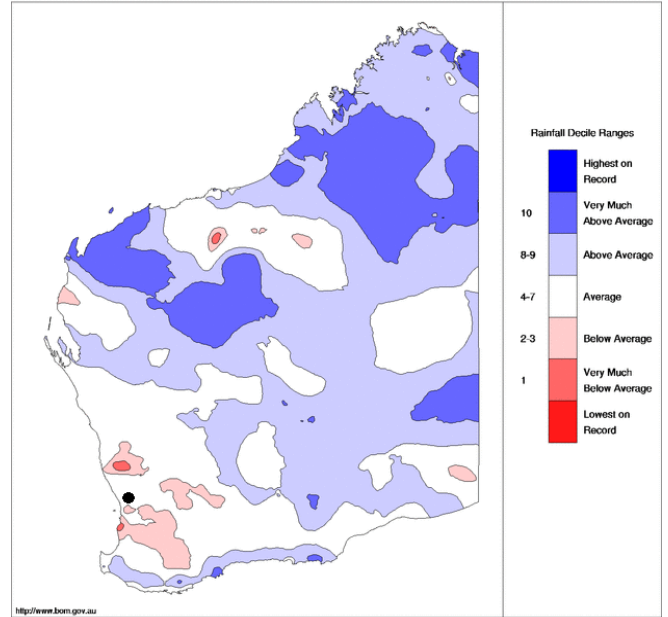 Rainfall Decile Ranges
Highest on
Record
10
Very Much
Above Average
8-9
Above Average
4-7
Average
2-3
Below Average
1
Very Much
Below Average
Lowest on
Record
http://www.bom.gov.au